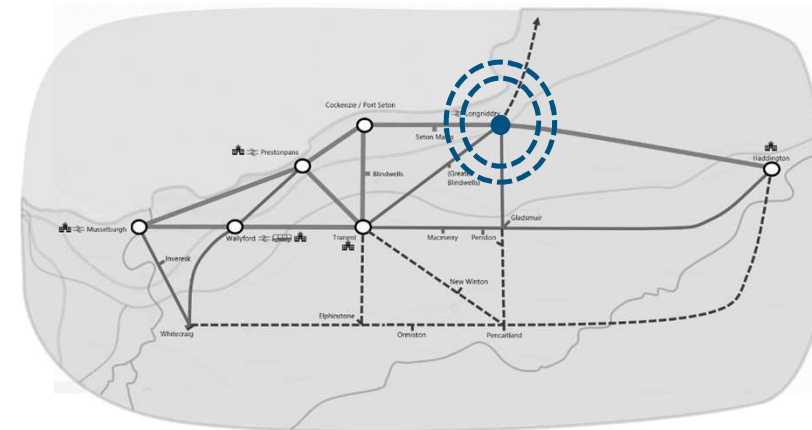 Cockenzie / Port Seton
Longniddry
Seton Mains
Prestonpans
Haddington
Blindwells
(Greater
Blindwells)
Gladsmuir
Musselburgh
Wallyford
Tranent
Macmerry
Penston
Inveresk
New Winton
Elphinstone
Whitecraig
Ormiston
Pencaitland